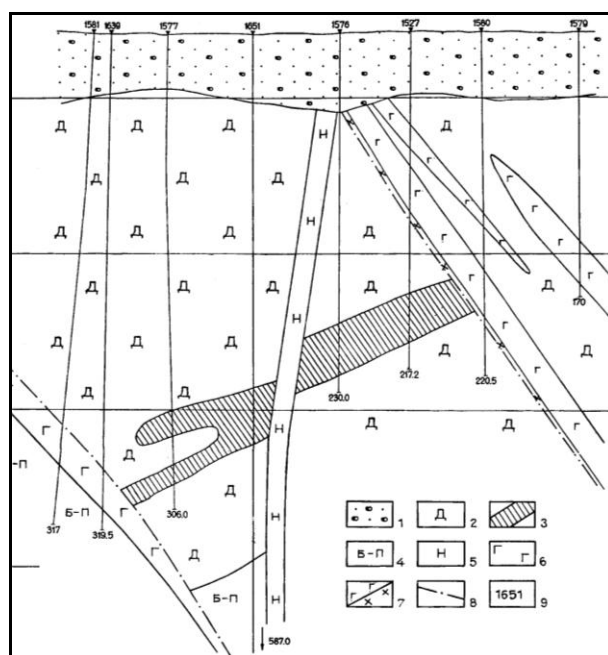 1581 1639 1577 1651 1576 1527 1580 1579
Д Д Д Д Д Г Г Д
Н
Д Д Д Г Г
Н Г
Д Д Д Д Г Г
Д Д Д Г Д
Н 170
Д Д Д Д Г Д
Д Д 230.0 217.2 220.5 Г
Г Г Д Н Д Д Г
Б-П Г Д 306.0
317 319.5 Г Д
Б-П Н
587.0
1 Д 2 3
Б-П 4 Н 5 Г Г 6
Г Г х х 7 8 1651 9